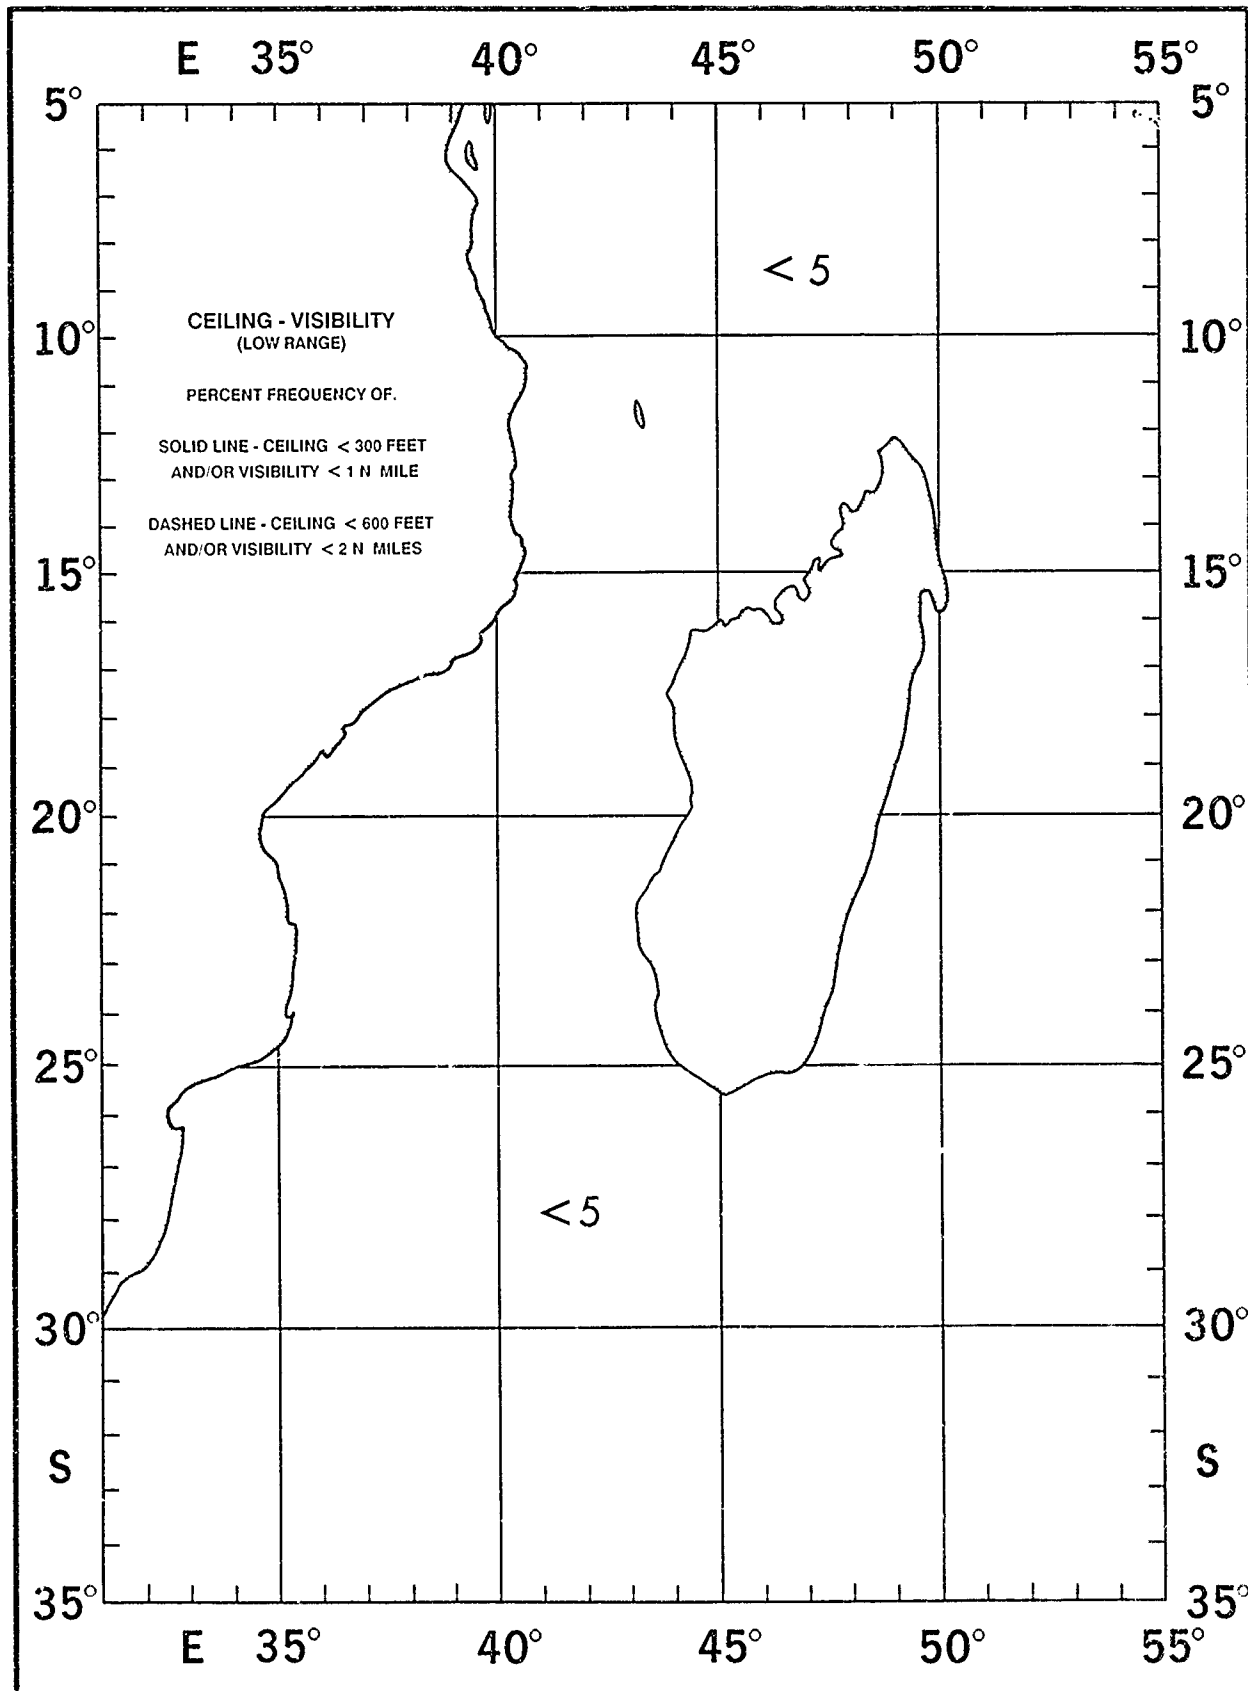 E 35° 40° 45° 50° 55°
5° 5°
< 5
CEILING - VISIBILITY
(LOW RANGE)
10° 10°
PERCENT FREQUENCY OF.
SOLID LINE - CEILING < 300 FEET
AND/OR VISIBILITY < 1 N MILE
DASHED LINE - CEILING < 600 FEET
AND/OR VISIBILITY < 2 N MILES
15° 15°
20° 20°
25° 25°
<5
30° 30°
S S
35° 35°
E 35° 40° 45° 50° 55°